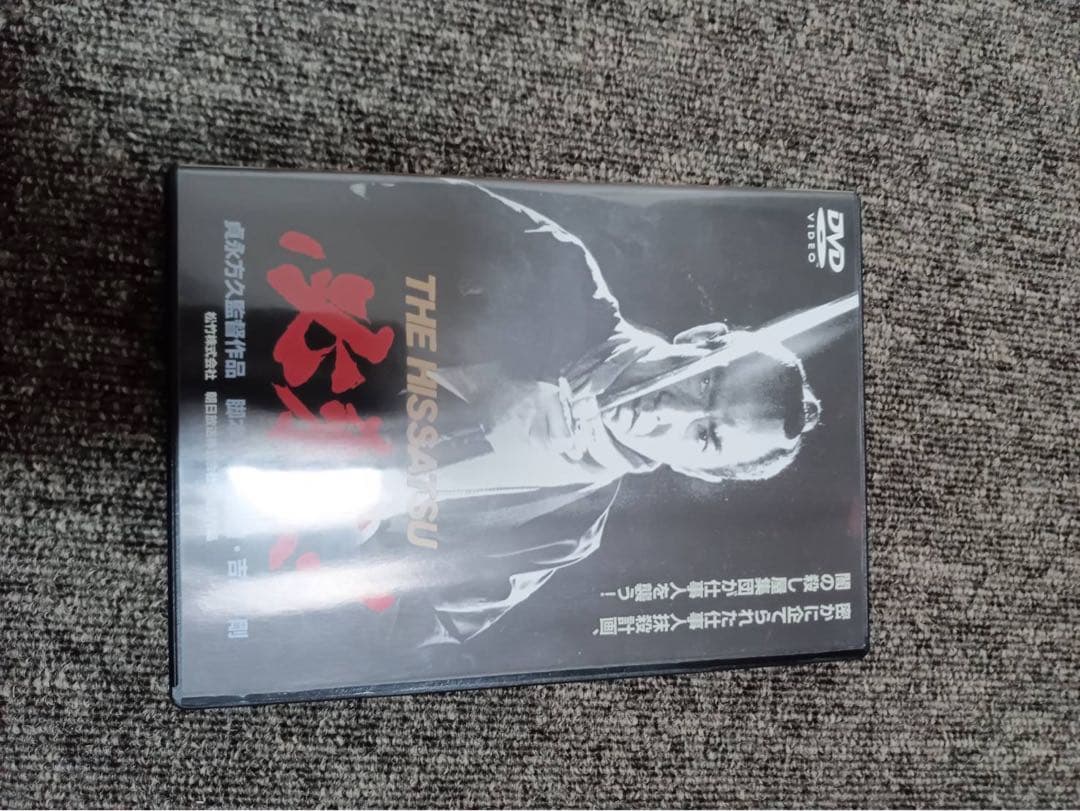 DVD
VIDEO
密かに企てられた仕事人抹殺計画、
闇の殺し屋集団が仕事人を襲う!
THE HISSATSU
必殺!
貞永方久監督作品
剛
松竹株式会社